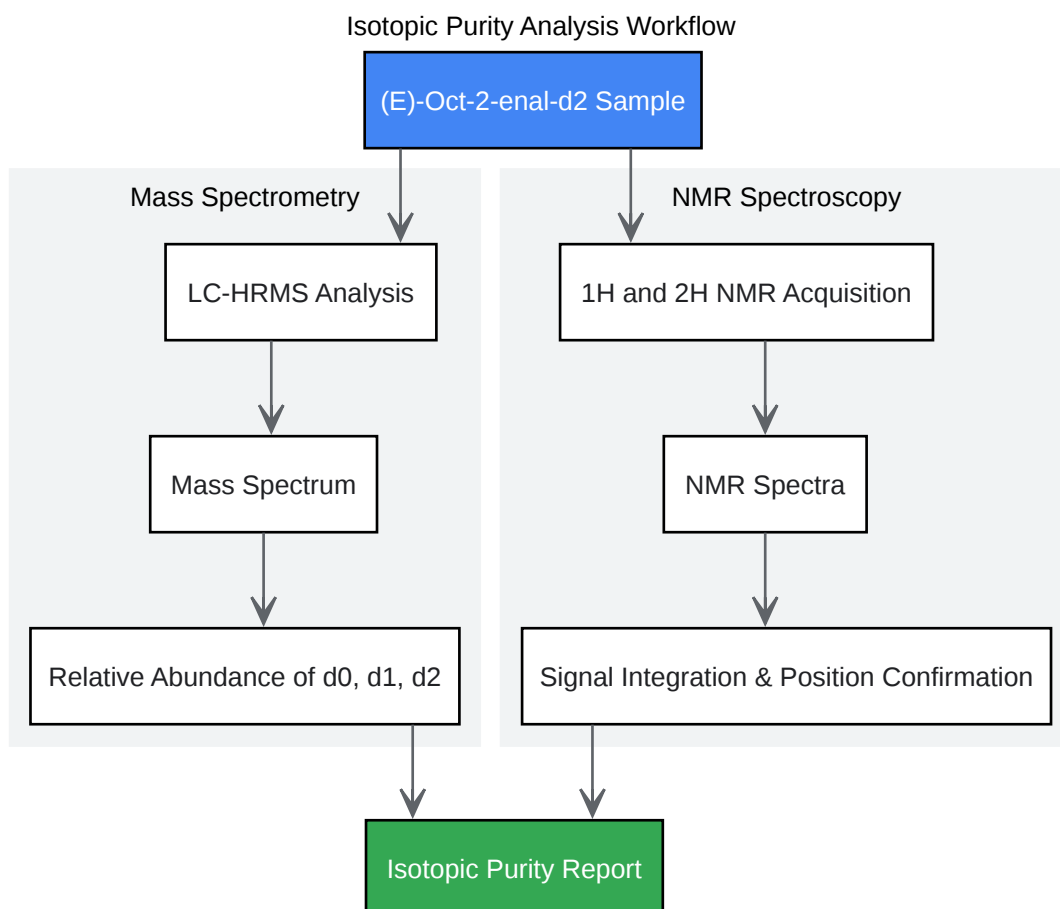 Isotopic Purity Analysis Workflow
(E)-Oct-2-enal-d2 Sample
Mass Spectrometry
NMR Spectroscopy
LC-HRMS Analysis
1H and 2H NMR Acquisition
Mass Spectrum
NMR Spectra
Relative Abundance of d0, d1, d2
Signal Integration & Position Confirmation
Isotopic Purity Report